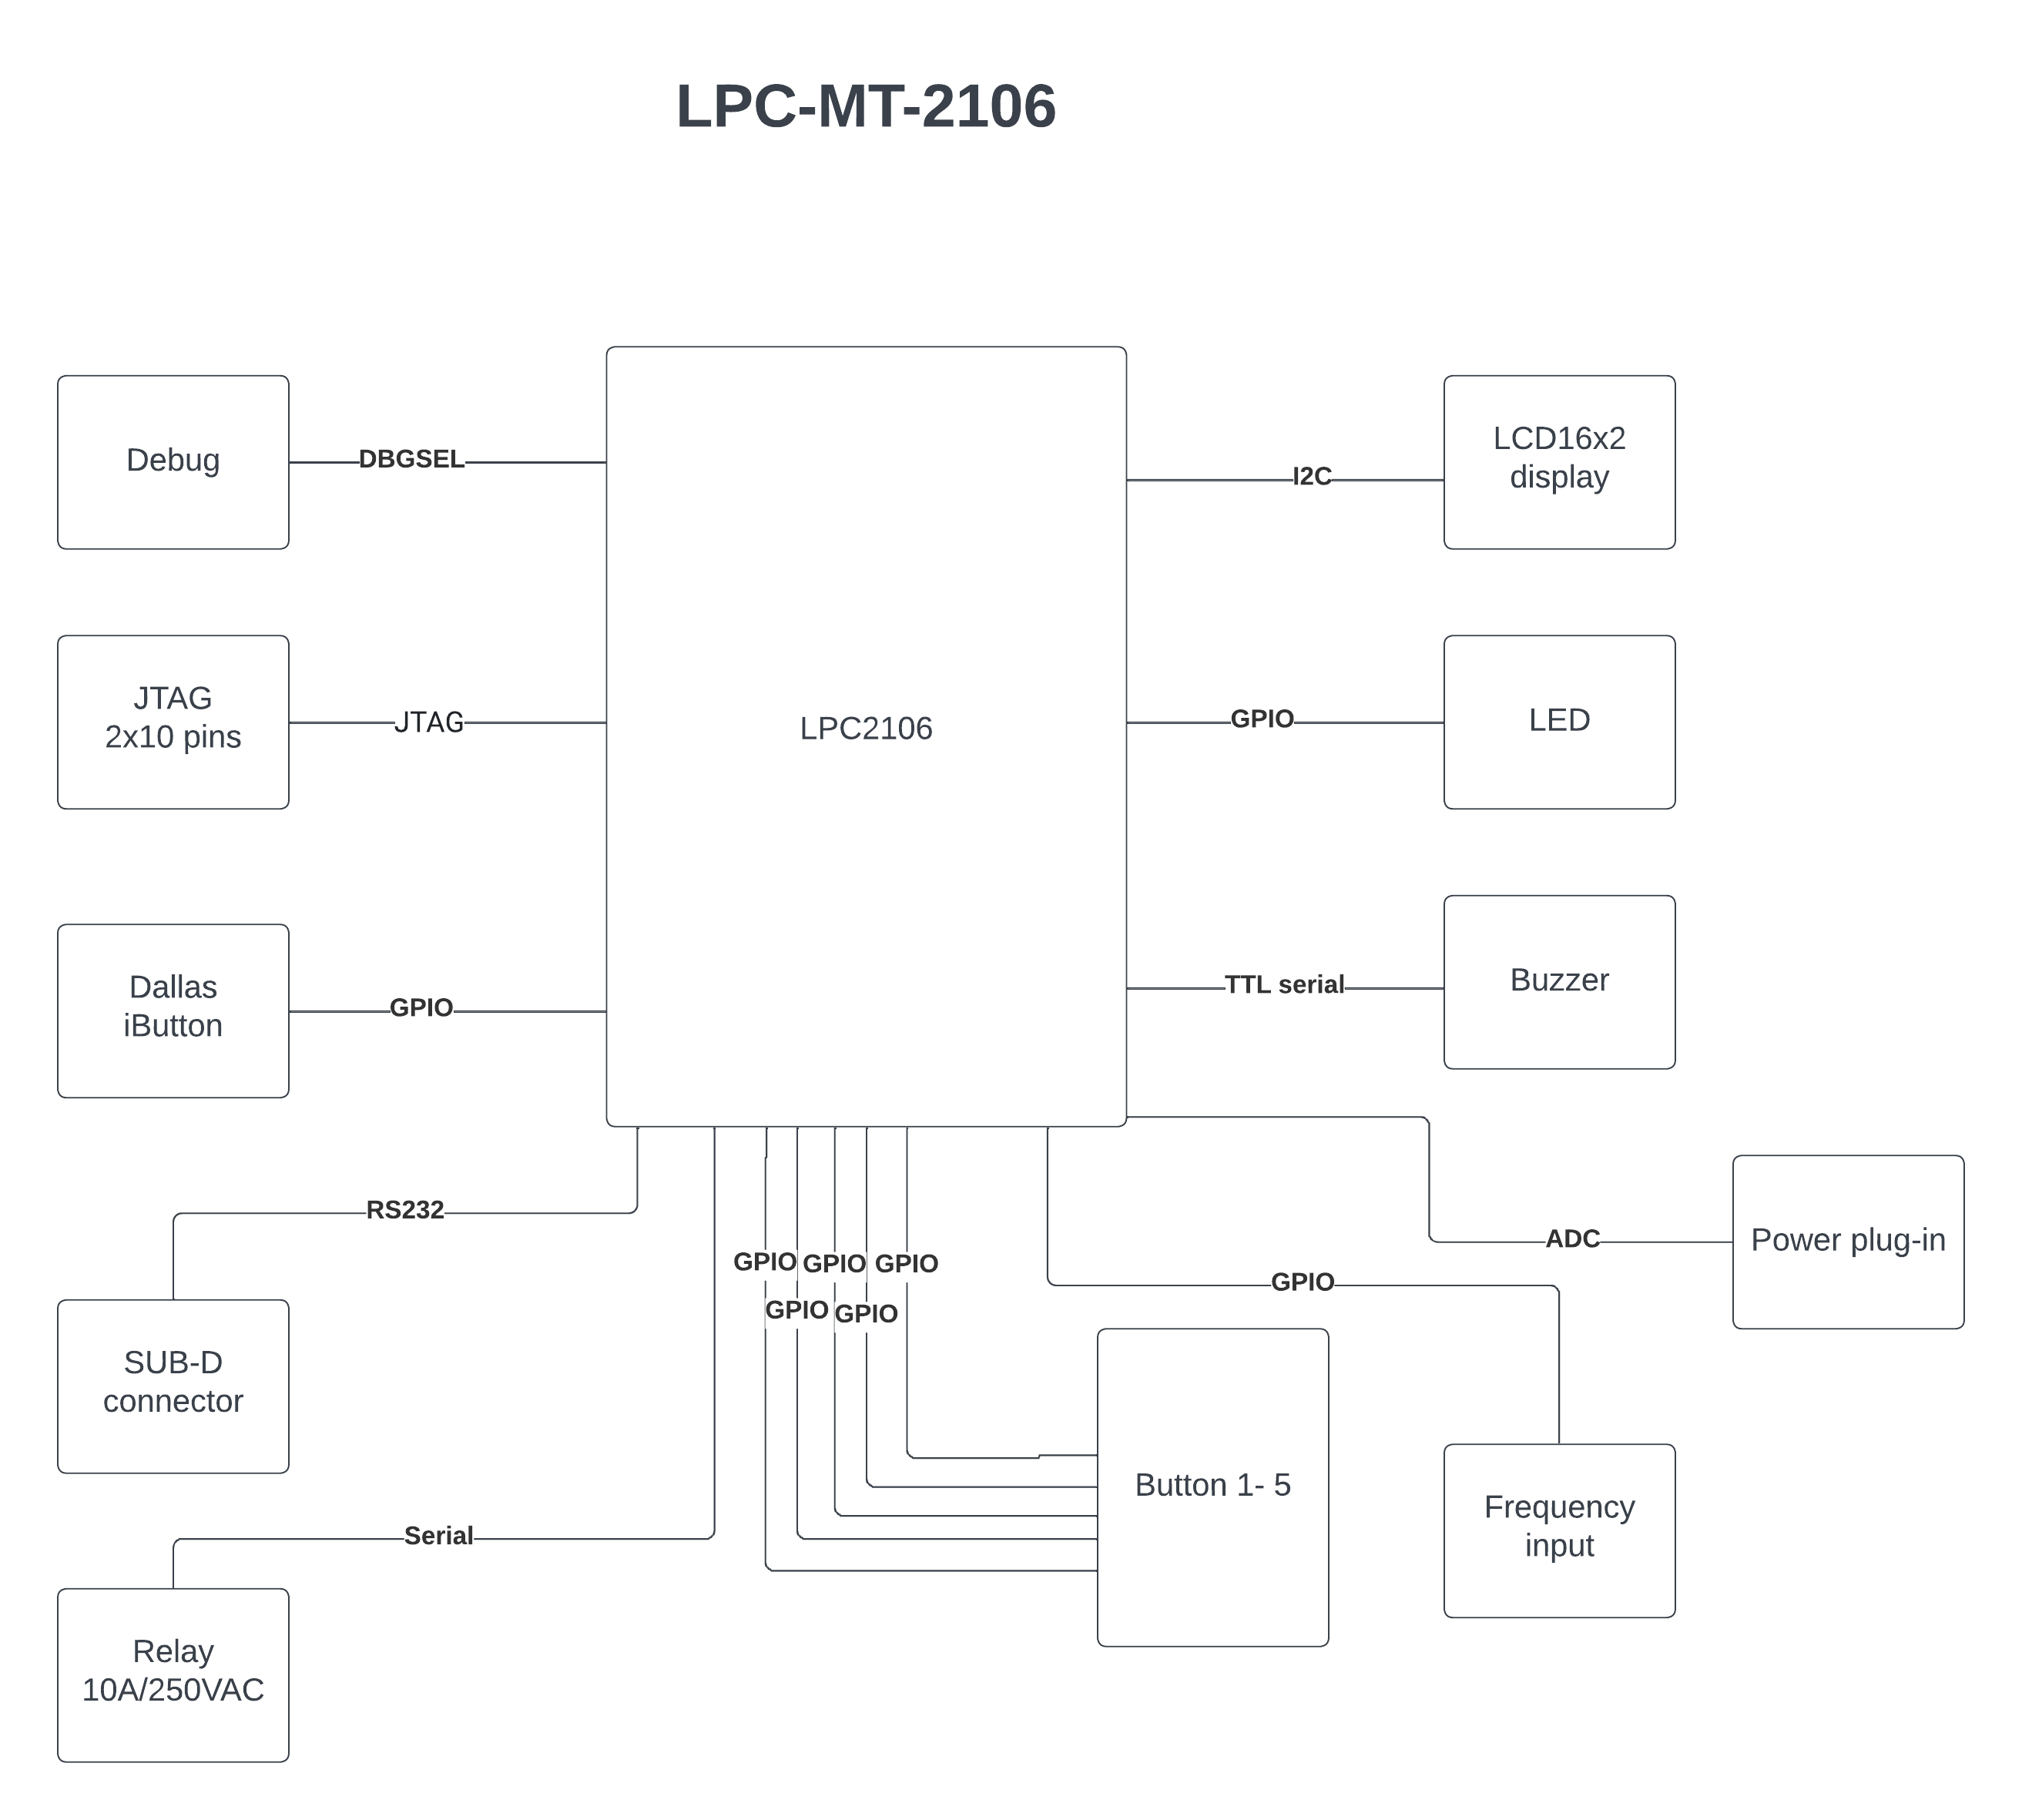 LPC-MT-2106
Debug
DBGSEL
I2C
LCD16x2
display
JTAG
2x10 pins
JTAG
LPC2106
GPIO
LED
Dallas
iButton
GPIO
TTL serial
Buzzer
RS232
GPIO
GPIO
GPIO
GPIO
GPIO
ADC
Power plug-in
GPIO
SUB-D
connector
Button 1- 5
Frequency
input
Serial
Relay
10A/250VAC